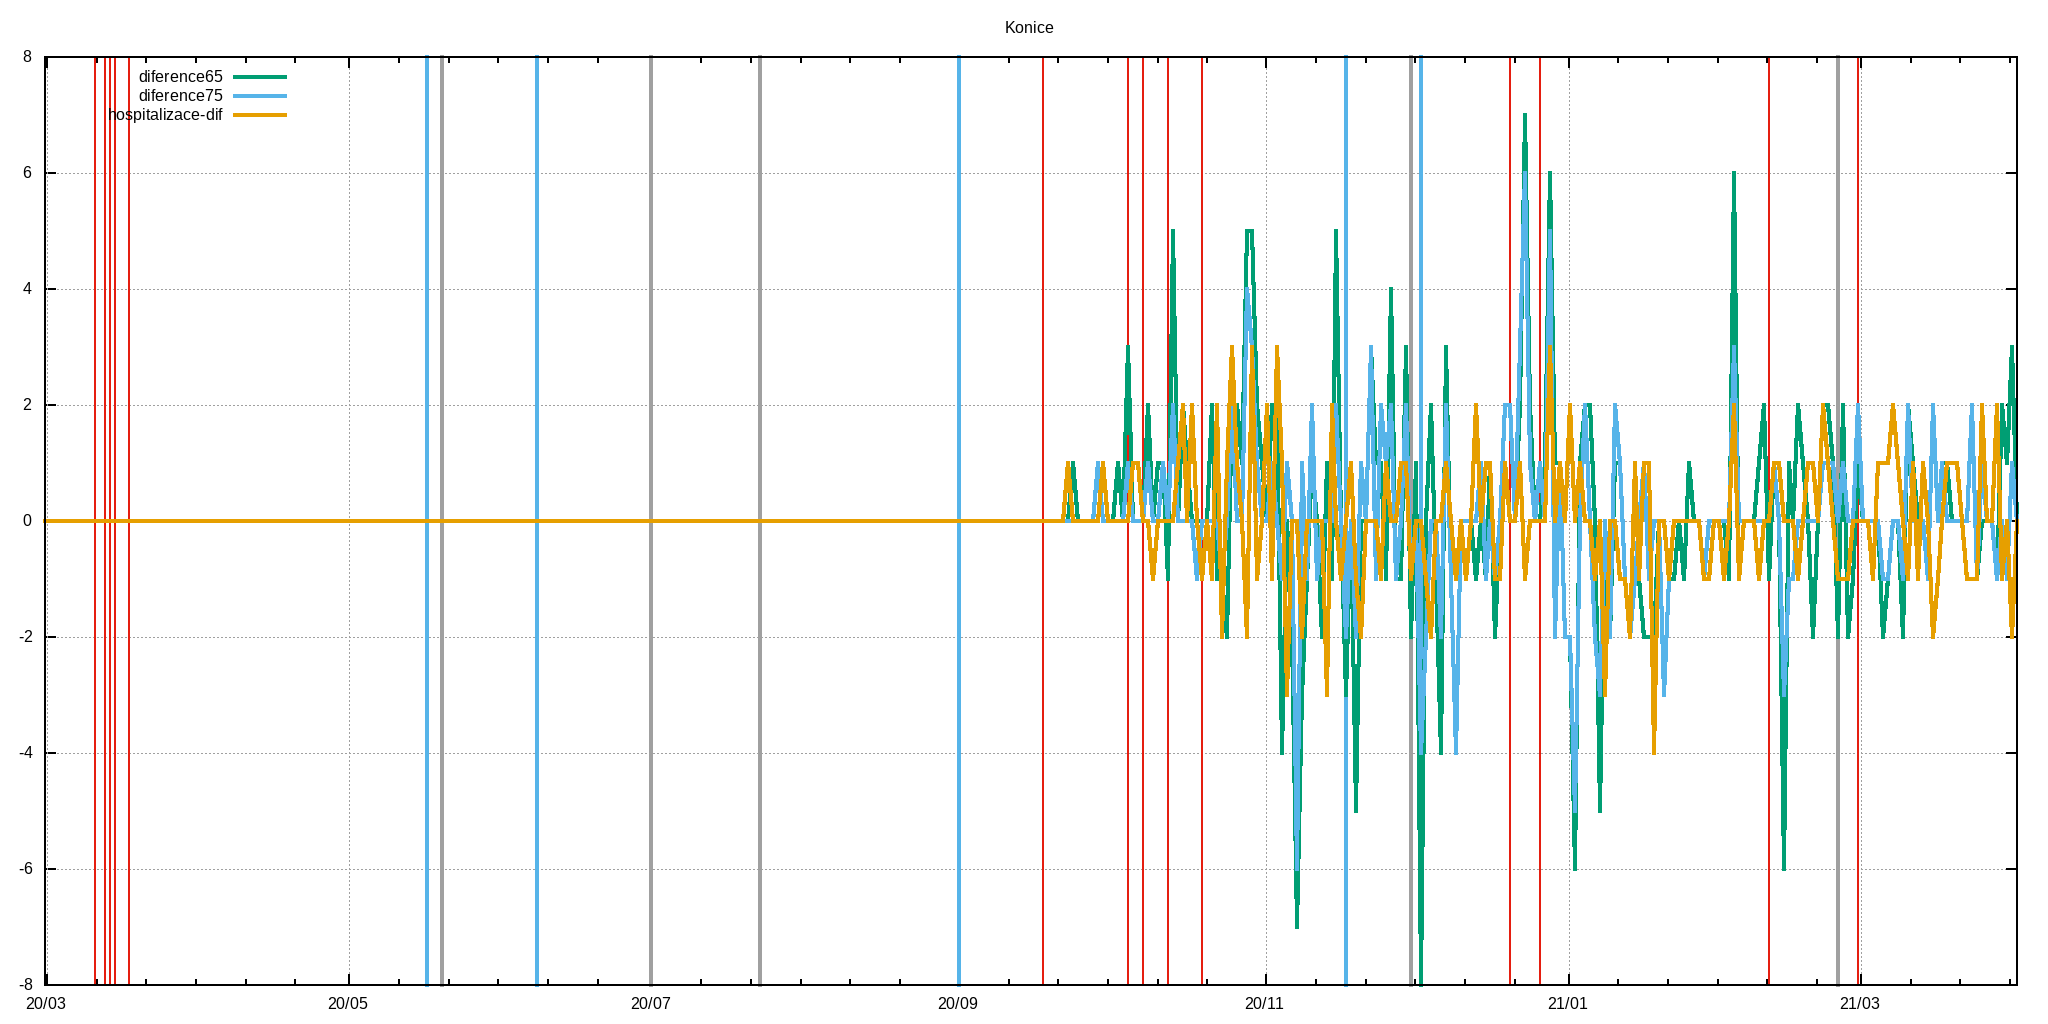 Konice
diference65
diference75
hospitalizace-dif
8
6
4
2
0
-2
-4
-6
-8
20/03 20/05 20/07 20/09 20/11 21/01 21/03